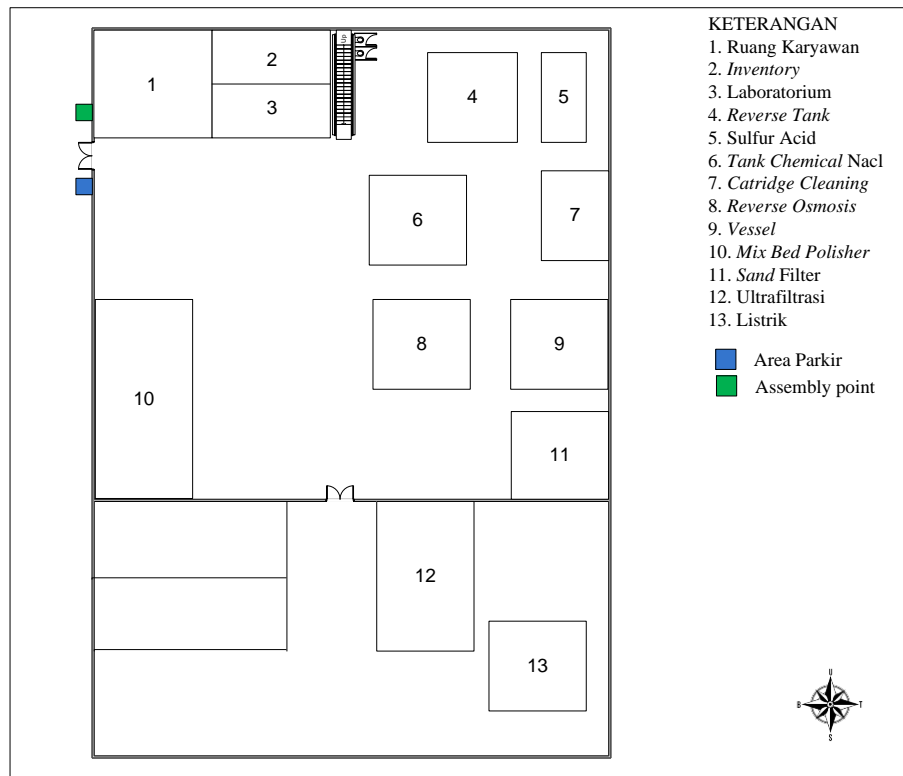 KETERANGAN
1. Ruang Karyawan
2. Inventory
3. Laboratorium
4. Reverse Tank
5. Sulfur Acid
6. Tank Chemical Nacl
7. Catridge Cleaning
8. Reverse Osmosis
9. Vessel
10. Mix Bed Polisher
11. Sand Filter
12. Ultrafiltrasi
13. Listrik
Area Parkir
Assembly point
Up
1
2
3
4
5
6
7
8
9
10
11
12
13
U
B
T
S